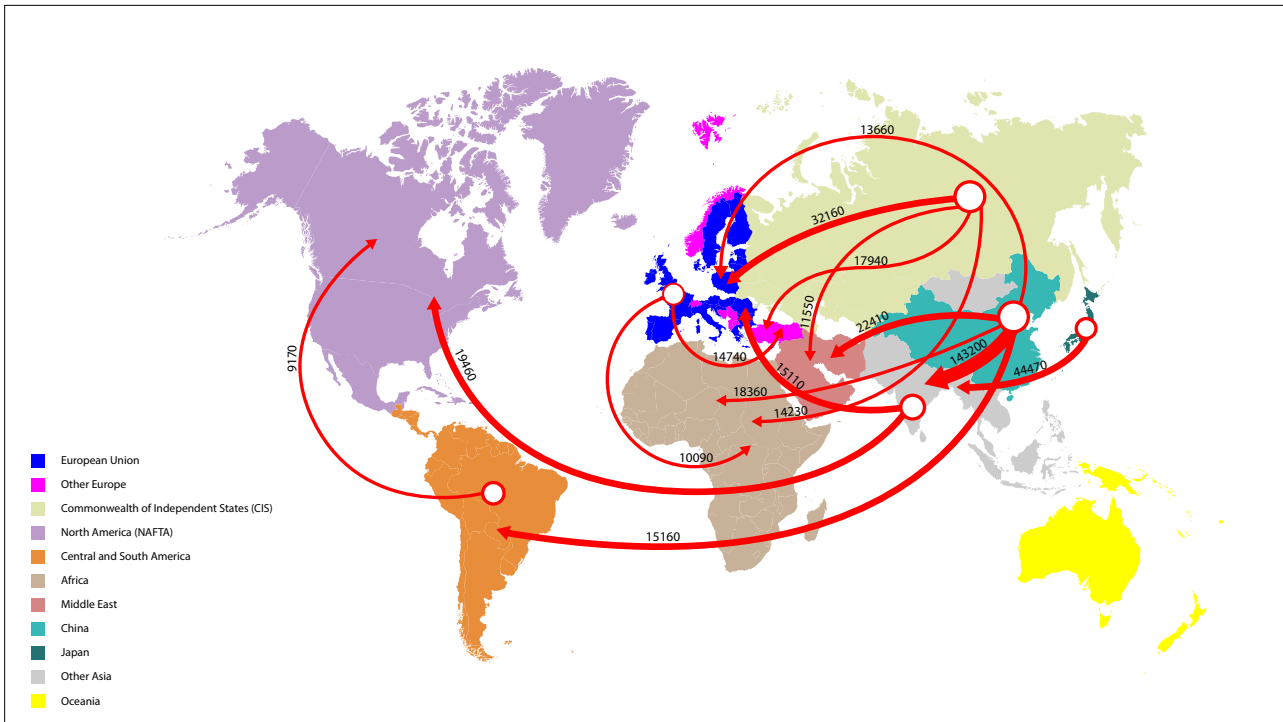 13660
32160
17940
11550
22410
143200
44470
14740
15110
18360
14230
10090
9170
19460
15160
European Union
Other Europe
Commonwealth of Independent States (CIS)
North America (NAFTA)
Central and South America
Africa
Middle East
China
Japan
Other Asia
Oceania